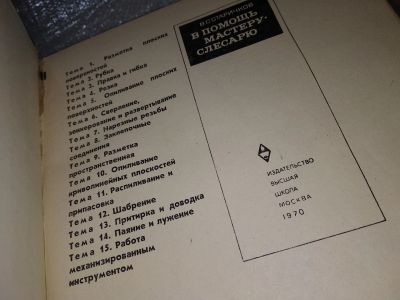 Тема 1. Разметка плоских
поверхностей
Тема 2. Рубка
Тема 3. Правка и гибка
Тема 4. Резка
Тема 5. Опиливание плоских
поверхностей
Тема 6. Сверление,
зенкерование и развертывание
Тема 7. Нарезные резьбы
Тема 8. Заклепочные
соединения
Тема 9. Разметка
пространственная
Тема 10. Опиливание
криволинейных плоскостей
Тема 11. Распиливание и
припасовка
Тема 12. Шабрение
Тема 13. Притирка и доводка
Тема 14. Паяние и лужение
Тема 15. Работа
механизированным
инструментом
В.С.СТАРИЧКОВ
В ПОМОЩЬ
МАСТЕРУ-
СЛЕСАРЮ
ИЗДАТЕЛЬСТВО
ВЫСШАЯ
ШКОЛА
МОСКВА
1970